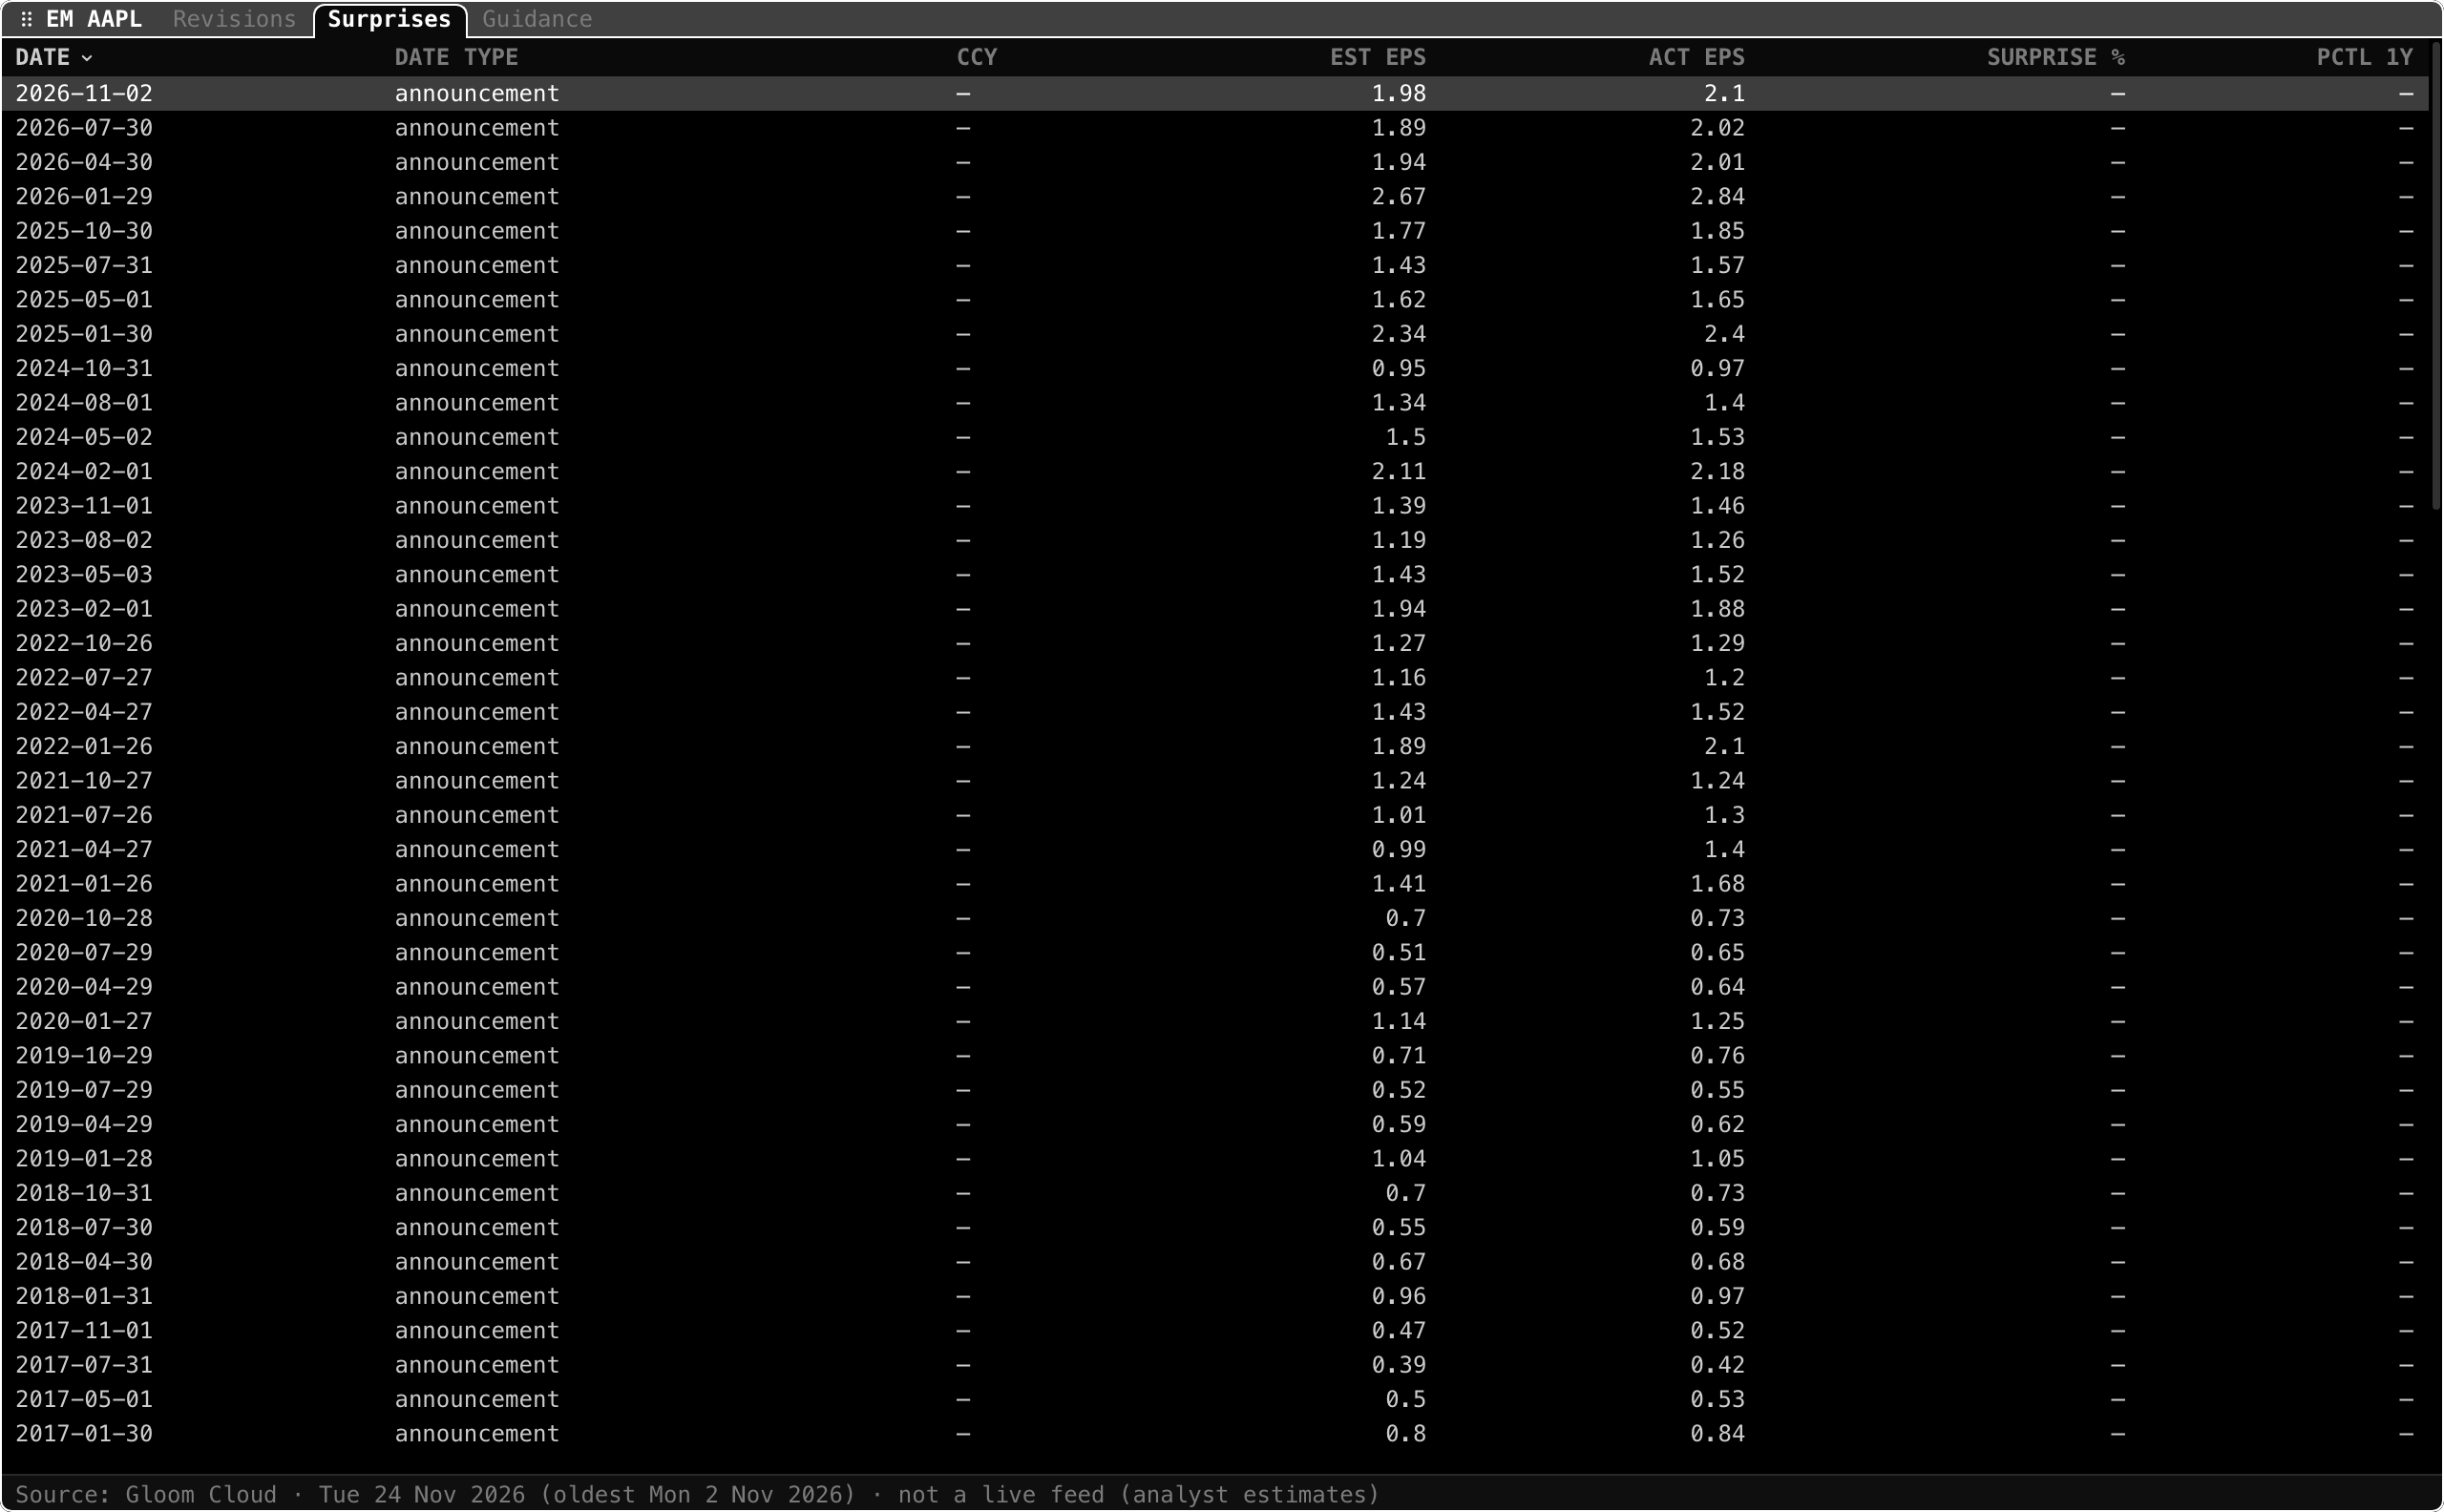 ⠿ EM AAPL Revisions Surprises Guidance
DATE ⌄ DATE TYPE CCY EST EPS ACT EPS SURPRISE % PCTL 1Y
2026-11-02 announcement — 1.98 2.1 — —
2026-07-30 announcement — 1.89 2.02 — —
2026-04-30 announcement — 1.94 2.01 — —
2026-01-29 announcement — 2.67 2.84 — —
2025-10-30 announcement — 1.77 1.85 — —
2025-07-31 announcement — 1.43 1.57 — —
2025-05-01 announcement — 1.62 1.65 — —
2025-01-30 announcement — 2.34 2.4 — —
2024-10-31 announcement — 0.95 0.97 — —
2024-08-01 announcement — 1.34 1.4 — —
2024-05-02 announcement — 1.5 1.53 — —
2024-02-01 announcement — 2.11 2.18 — —
2023-11-01 announcement — 1.39 1.46 — —
2023-08-02 announcement — 1.19 1.26 — —
2023-05-03 announcement — 1.43 1.52 — —
2023-02-01 announcement — 1.94 1.88 — —
2022-10-26 announcement — 1.27 1.29 — —
2022-07-27 announcement — 1.16 1.2 — —
2022-04-27 announcement — 1.43 1.52 — —
2022-01-26 announcement — 1.89 2.1 — —
2021-10-27 announcement — 1.24 1.24 — —
2021-07-26 announcement — 1.01 1.3 — —
2021-04-27 announcement — 0.99 1.4 — —
2021-01-26 announcement — 1.41 1.68 — —
2020-10-28 announcement — 0.7 0.73 — —
2020-07-29 announcement — 0.51 0.65 — —
2020-04-29 announcement — 0.57 0.64 — —
2020-01-27 announcement — 1.14 1.25 — —
2019-10-29 announcement — 0.71 0.76 — —
2019-07-29 announcement — 0.52 0.55 — —
2019-04-29 announcement — 0.59 0.62 — —
2019-01-28 announcement — 1.04 1.05 — —
2018-10-31 announcement — 0.7 0.73 — —
2018-07-30 announcement — 0.55 0.59 — —
2018-04-30 announcement — 0.67 0.68 — —
2018-01-31 announcement — 0.96 0.97 — —
2017-11-01 announcement — 0.47 0.52 — —
2017-07-31 announcement — 0.39 0.42 — —
2017-05-01 announcement — 0.5 0.53 — —
2017-01-30 announcement — 0.8 0.84 — —
Source: Gloom Cloud · Tue 24 Nov 2026 (oldest Mon 2 Nov 2026) · not a live feed (analyst estimates)